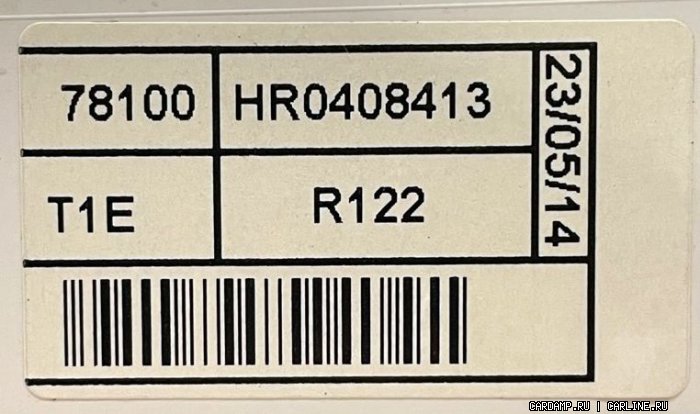 78100 HR0408413
T1E R122
23/05/14
CARDAMP.RU | CARLINE.RU